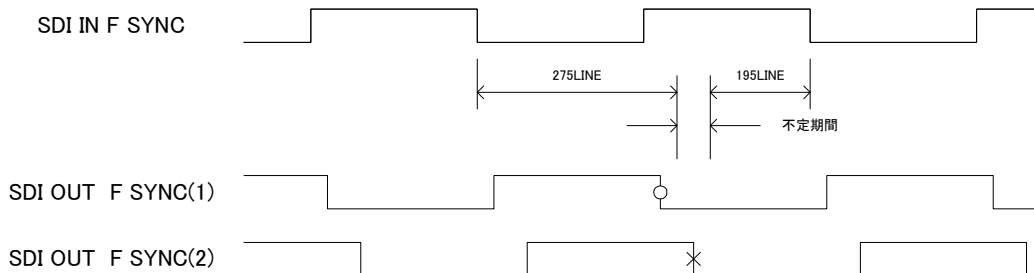 SDI IN F SYNC
275LINE
195LINE
不定期間
SDI OUT F SYNC(1)
SDI OUT F SYNC(2)